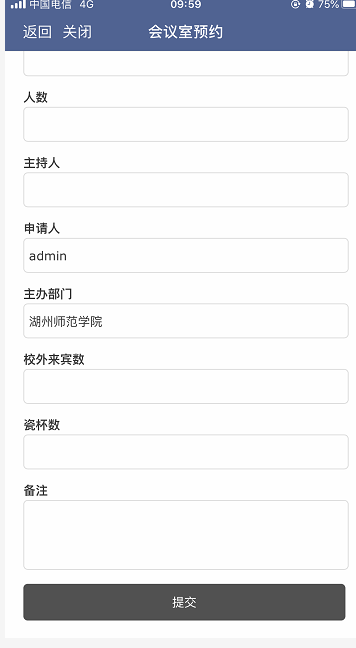 中国电信 4G 09:59 75%
返回 关闭 会议室预约
人数
主持人
申请人
admin
主办部门
湖州师范学院
校外来宾数
瓷杯数
备注
提交